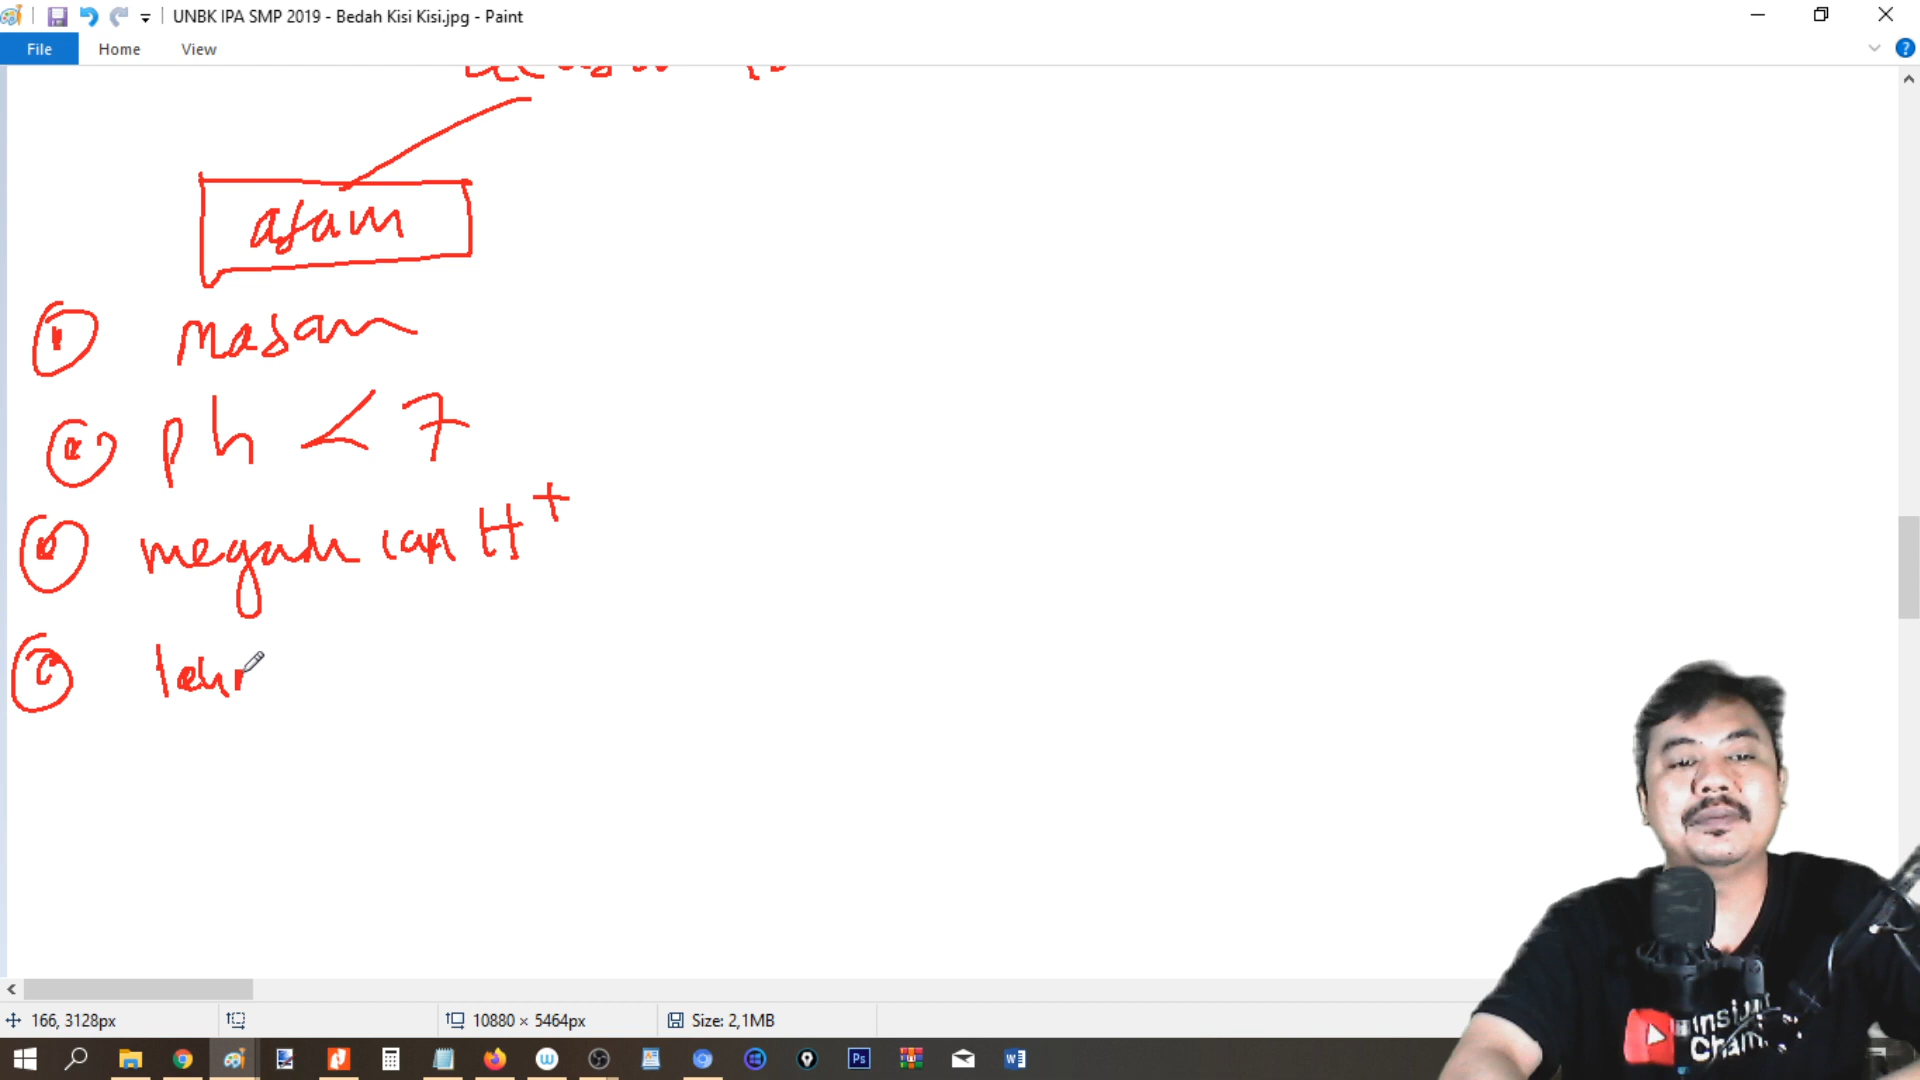 UNBK IPA SMP 2019 - Bedah Kisi Kisi.jpg - Paint
File Home View
asam
1 masam
ph < 7
H+
166, 3128px
10880 × 5464px
Size: 2,1MB